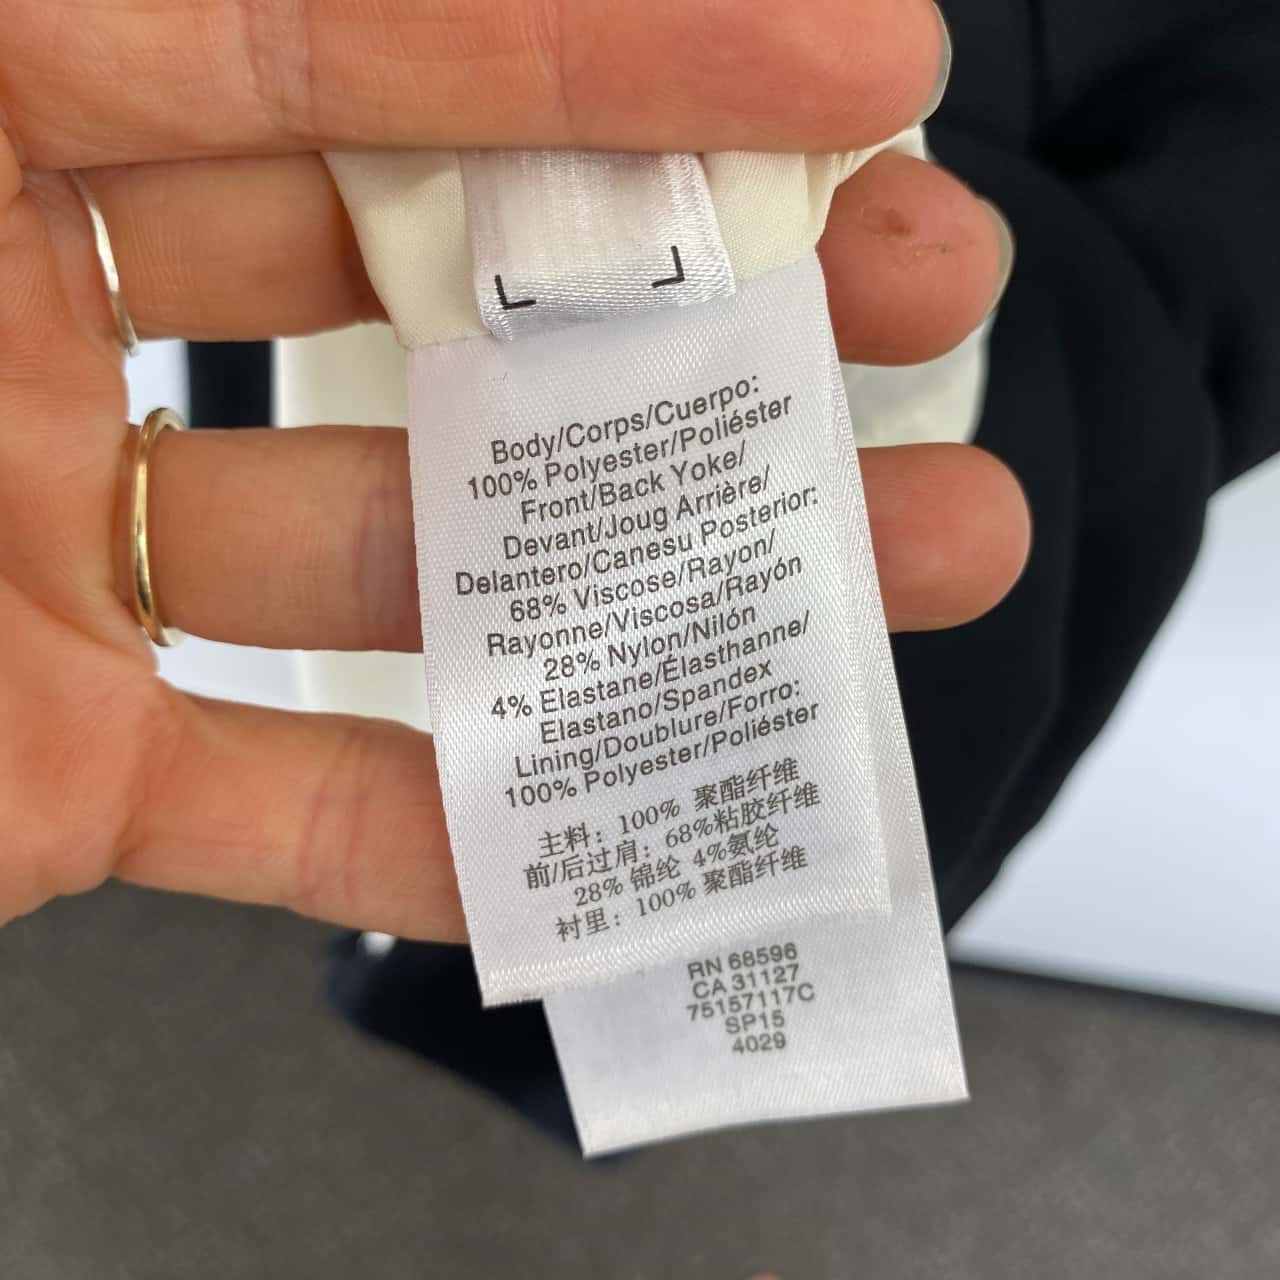 Body/Corps/Cuerpo:
100% Polyester/Poliéster
Front/Back Yoke/
Devant/Joug Arrière/
Delantero/Canesu Posterior:
68% Viscose/Rayon/
Rayonne/Viscosa/Rayón
28% Nylon/Nilón
4% Elastane/Élasthanne/
Elastano/Spandex
Lining/Doublure/Forro:
100% Polyester/Poliéster
主料：100% 聚酯纤维
前/后过肩：68%粘胶纤维
28% 锦纶 4%氨纶
衬里：100% 聚酯纤维
RN 68596
CA 31127
75157117C
SP15
4029